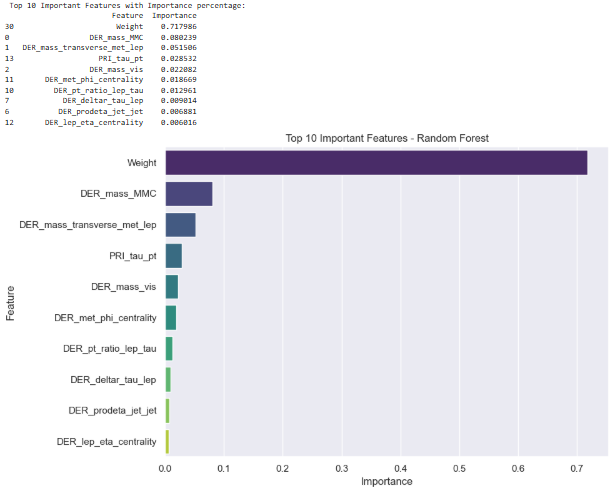 Top 10 Important Features with Importance percentage:
Feature Importance
30 Weight 0.717986
0 DER_mass_MMC 0.080239
1 DER_mass_transverse_met_lep 0.051506
13 PRI_tau_pt 0.028532
2 DER_mass_vis 0.022082
11 DER_met_phi_centrality 0.018669
10 DER_pt_ratio_lep_tau 0.012961
7 DER_deltar_tau_lep 0.009014
6 DER_prodeta_jet_jet 0.006881
12 DER_lep_eta_centrality 0.006016
Top 10 Important Features - Random Forest
Feature
Weight
DER_mass_MMC
DER_mass_transverse_met_lep
PRI_tau_pt
DER_mass_vis
DER_met_phi_centrality
DER_pt_ratio_lep_tau
DER_deltar_tau_lep
DER_prodeta_jet_jet
DER_lep_eta_centrality
0.0 0.1 0.2 0.3 0.4 0.5 0.6 0.7
Importance